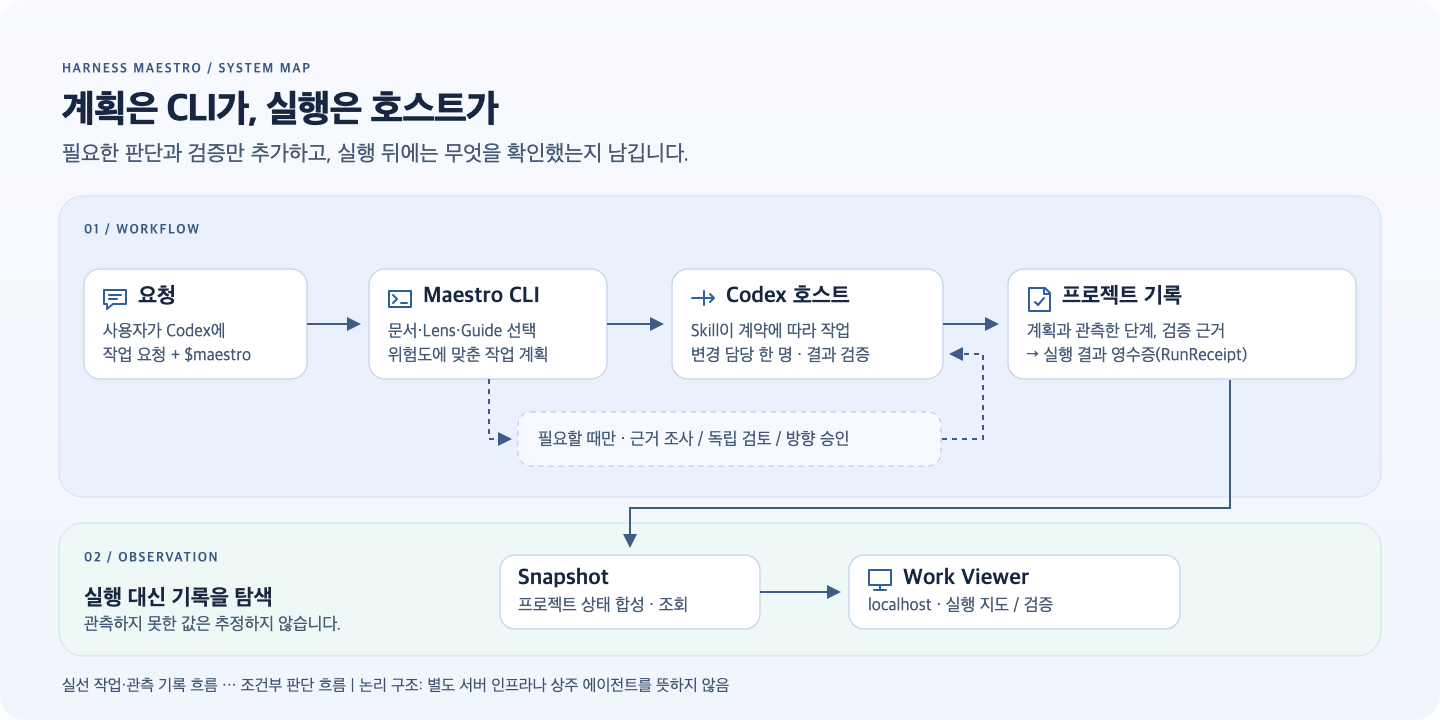 HARNESS MAESTRO / SYSTEM MAP
계획은 CLI가, 실행은 호스트가
필요한 판단과 검증만 추가하고, 실행 뒤에는 무엇을 확인했는지 남깁니다.
01 / WORKFLOW
요청
사용자가 Codex에
작업 요청 + $maestro
Maestro CLI
문서·Lens·Guide 선택
위험도에 맞춘 작업 계획
Codex 호스트
Skill이 계약에 따라 작업
변경 담당 한 명 · 결과 검증
프로젝트 기록
계획과 관측한 단계, 검증 근거
→ 실행 결과 영수증(RunReceipt)
필요할 때만 · 근거 조사 / 독립 검토 / 방향 승인
02 / OBSERVATION
실행 대신 기록을 탐색
관측하지 못한 값은 추정하지 않습니다.
Snapshot
프로젝트 상태 합성 · 조회
Work Viewer
localhost · 실행 지도 / 검증
실선 작업·관측 기록 흐름 ··· 조건부 판단 흐름 | 논리 구조: 별도 서버 인프라나 상주 에이전트를 뜻하지 않음